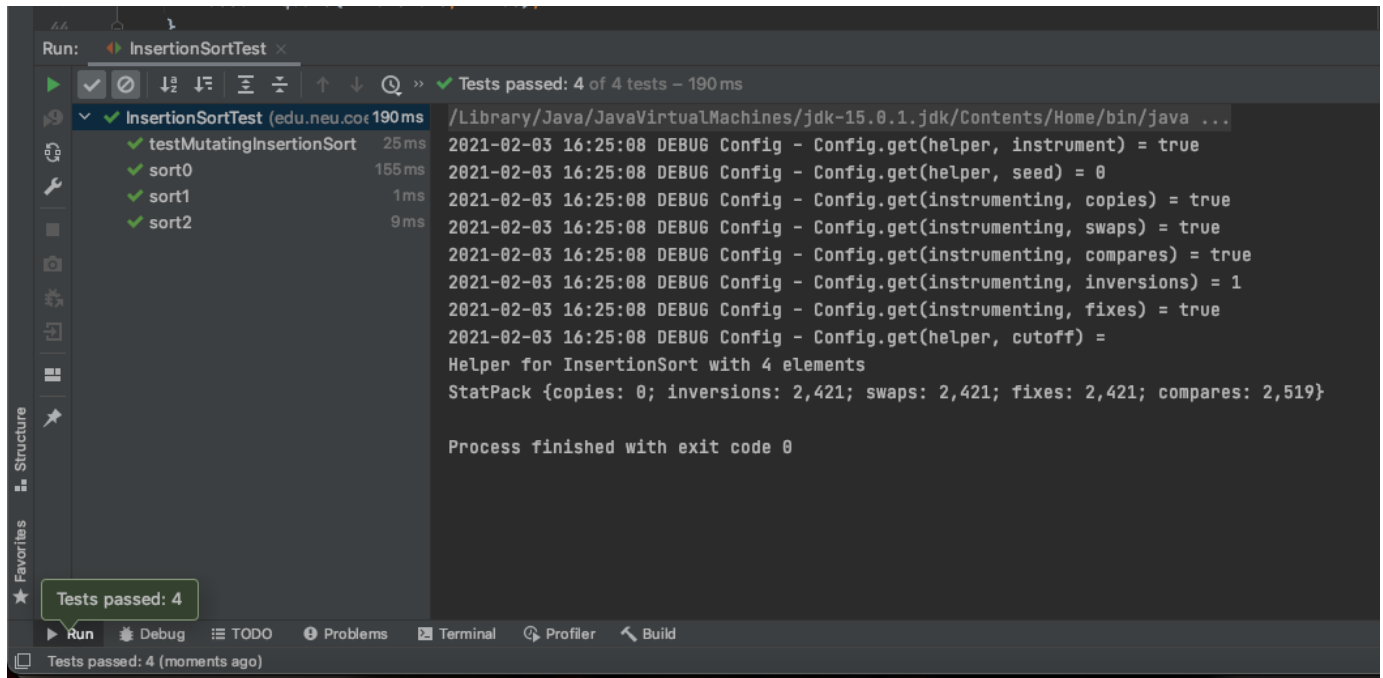 44 }
Run: InsertionSortTest ×
» Tests passed: 4 of 4 tests – 190 ms
InsertionSortTest (edu.neu.coe 190 ms
testMutatingInsertionSort 25 ms
sort0 155 ms
sort1 1 ms
sort2 9 ms
/Library/Java/JavaVirtualMachines/jdk-15.0.1.jdk/Contents/Home/bin/java ...
2021-02-03 16:25:08 DEBUG Config - Config.get(helper, instrument) = true
2021-02-03 16:25:08 DEBUG Config - Config.get(helper, seed) = 0
2021-02-03 16:25:08 DEBUG Config - Config.get(instrumenting, copies) = true
2021-02-03 16:25:08 DEBUG Config - Config.get(instrumenting, swaps) = true
2021-02-03 16:25:08 DEBUG Config - Config.get(instrumenting, compares) = true
2021-02-03 16:25:08 DEBUG Config - Config.get(instrumenting, inversions) = 1
2021-02-03 16:25:08 DEBUG Config - Config.get(instrumenting, fixes) = true
2021-02-03 16:25:08 DEBUG Config - Config.get(helper, cutoff) =
Helper for InsertionSort with 4 elements
StatPack {copies: 0; inversions: 2,421; swaps: 2,421; fixes: 2,421; compares: 2,519}
Process finished with exit code 0
Structure
Favorites
Tests passed: 4
Run Debug TODO Problems Terminal Profiler Build
Tests passed: 4 (moments ago)